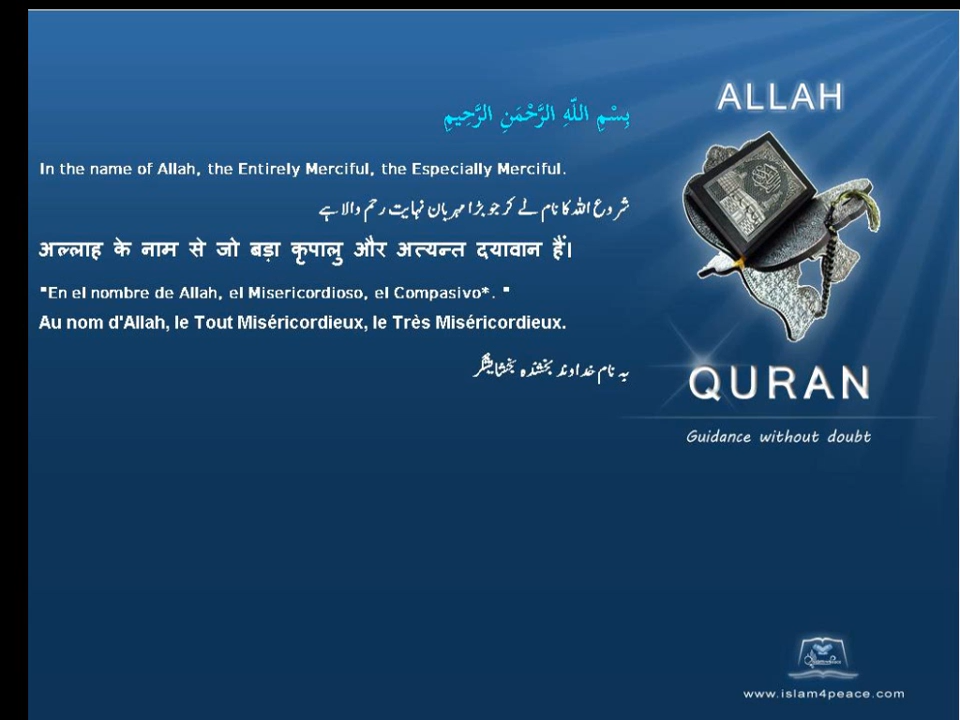 بِسْمِ اللّهِ الرَّحْمَنِ الرَّحِيمِ
In the name of Allah, the Entirely Merciful, the Especially Merciful.
شروع اللہ کا نام لے کر جو بڑا مہربان نہایت رحم والا ہے
अल्लाह के नाम से जो बड़ा कृपालु और अत्यन्त दयावान हैं।
"En el nombre de Allah, el Misericordioso, el Compasivo*. "
Au nom d'Allah, le Tout Miséricordieux, le Très Miséricordieux.
به نام خداوند بخشنده بخشایشگر
ALLAH
QURAN
Guidance without doubt
www.islam4peace.com